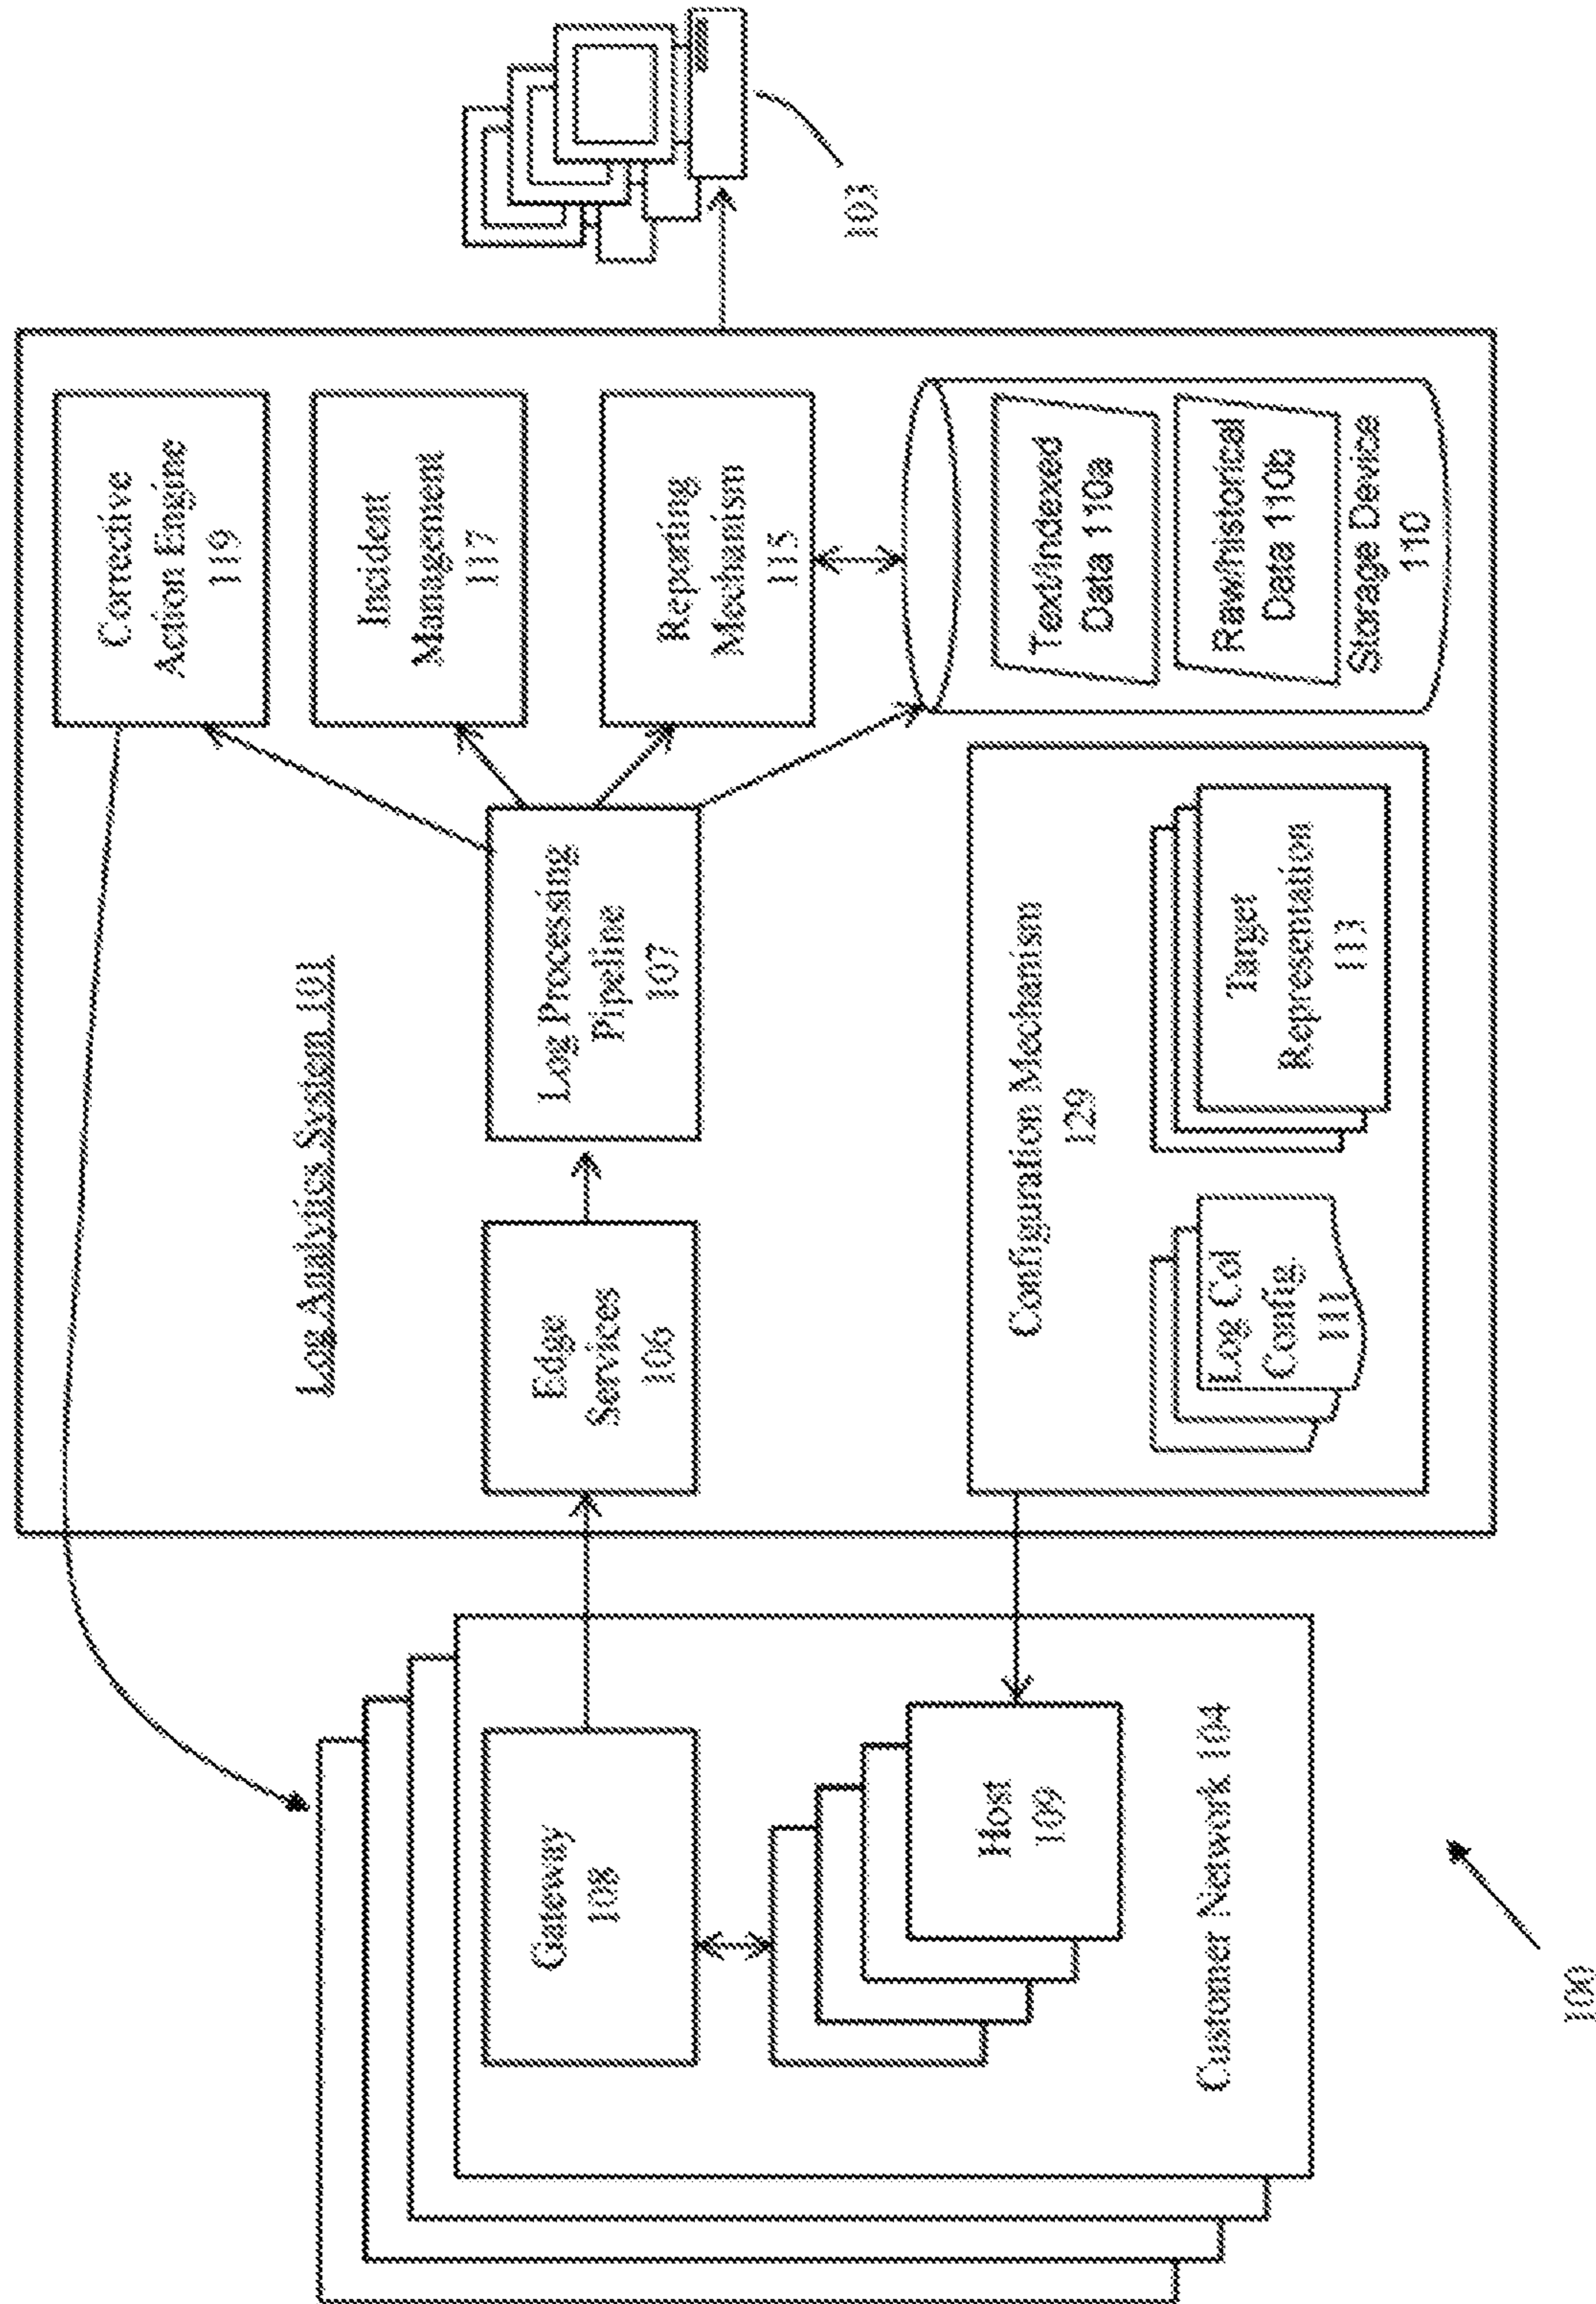 Log Analytics System 101
Corrective
Action Engine
119
Incident
Management
117
Reporting
Mechanism
115
Log Processing
Pipeline
107
Edge
Services
106
Gateway
108
Host
109
Customer Network 104
Configuration Mechanism
129
Log Col
Config.
111
Target
Representation
113
Text/Indexed
Data 110a
Raw/historical
Data 110b
Storage Device
110
103
100